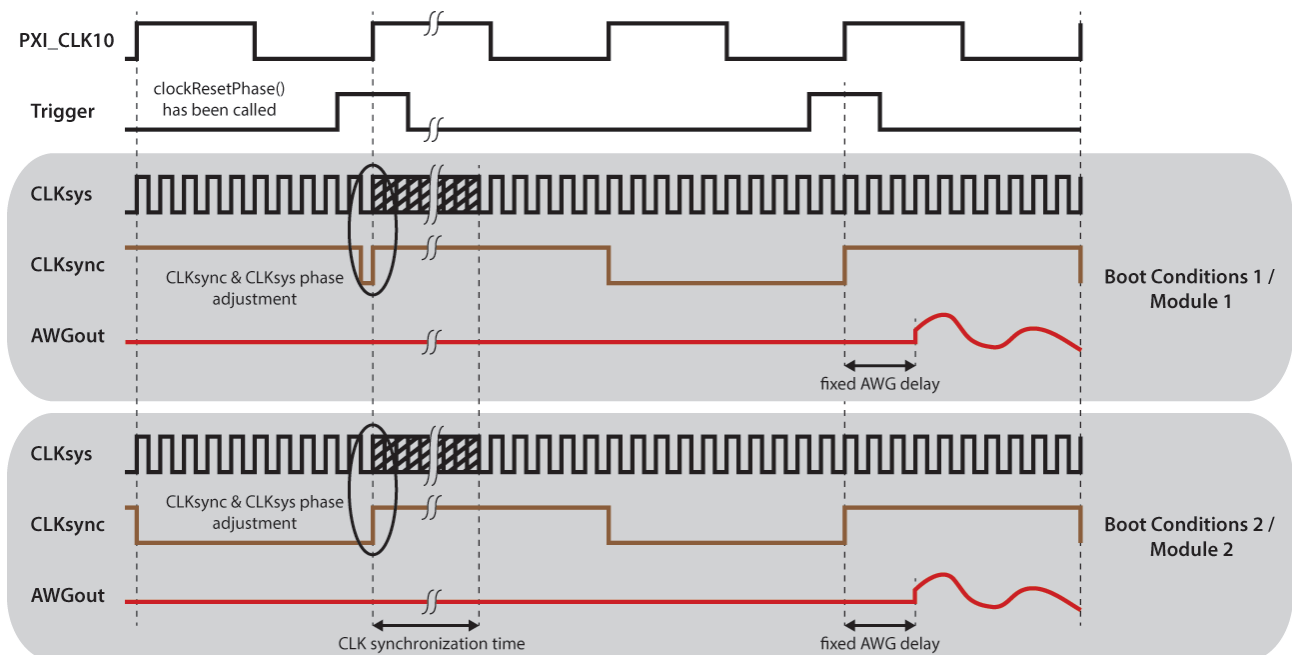 PXI_CLK10
clockResetPhase()
has been called
Trigger
CLKsys
CLKsync
CLKsync & CLKsys phase
adjustment
Boot Conditions 1 /
Module 1
AWGout
fixed AWG delay
CLKsys
CLKsync & CLKsys phase
adjustment
CLKsync
Boot Conditions 2 /
Module 2
AWGout
CLK synchronization time
fixed AWG delay